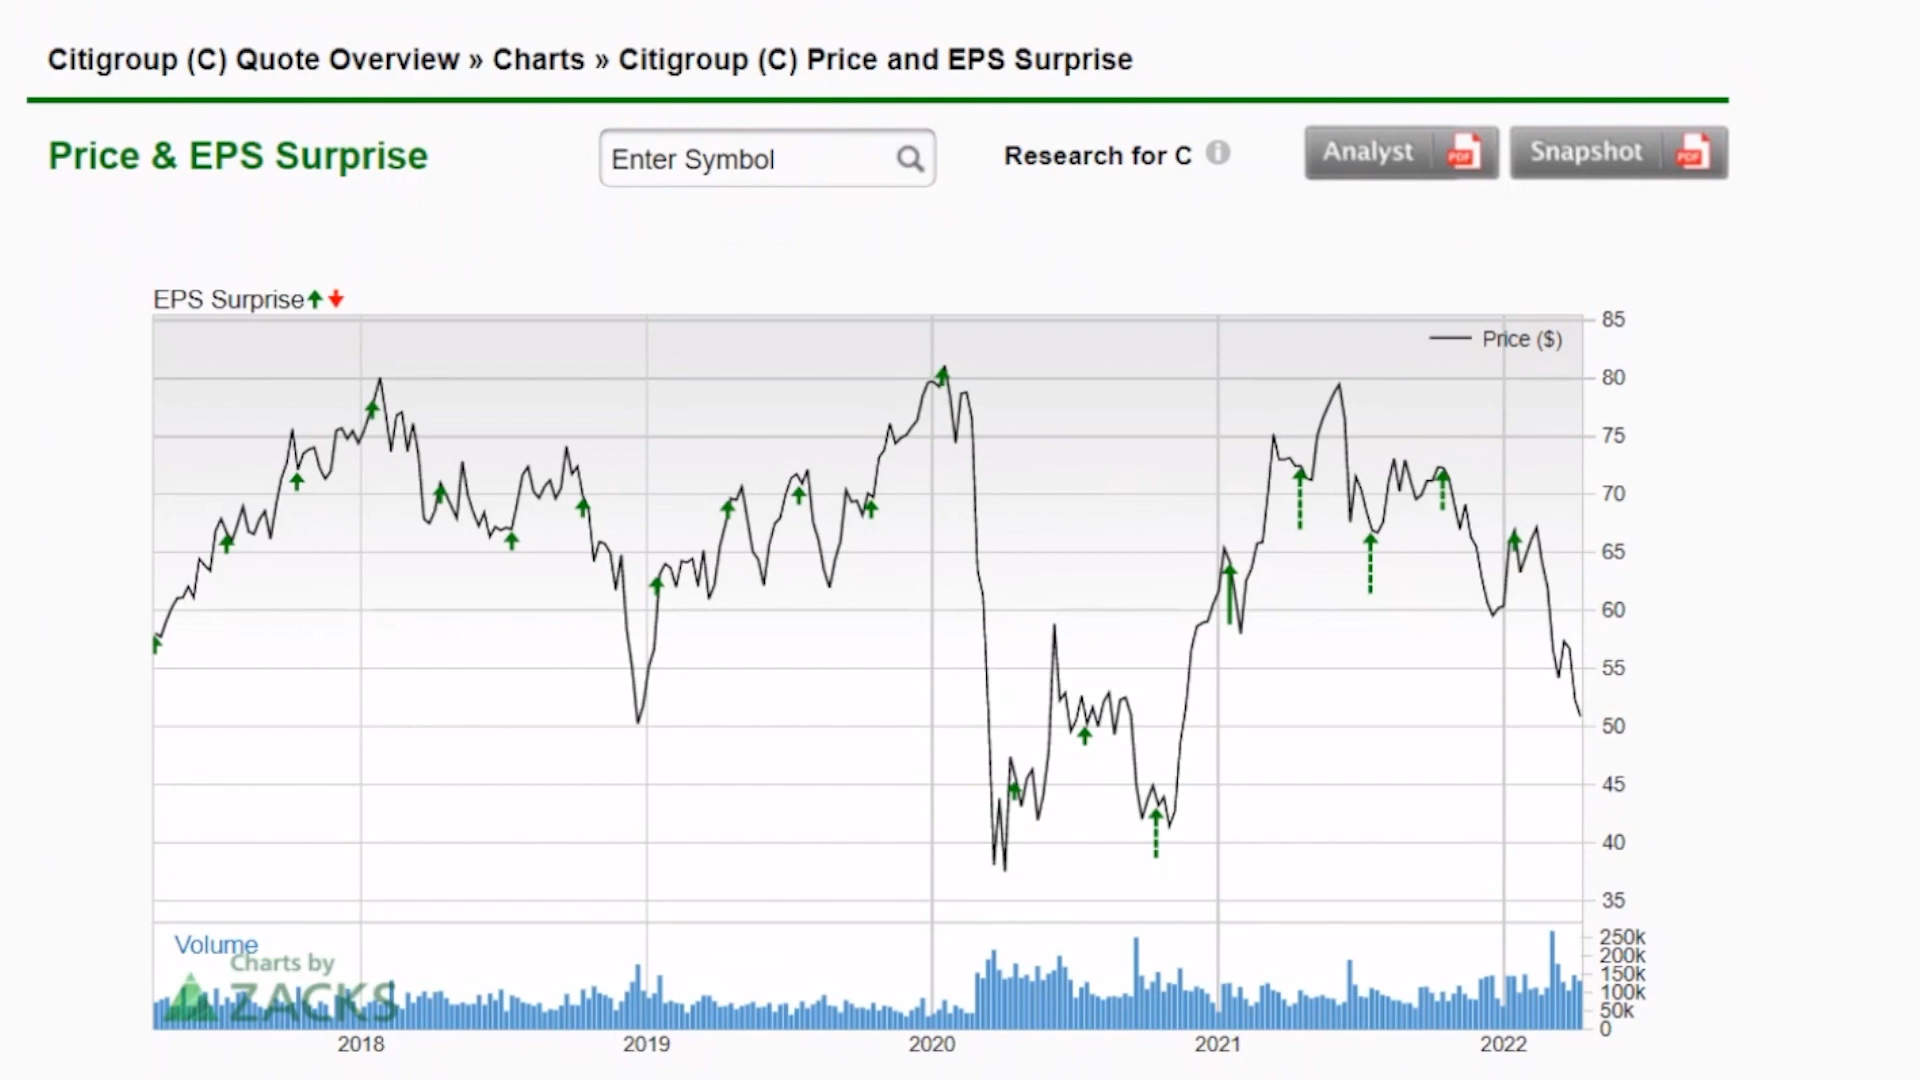 Citigroup (C) Quote Overview » Charts » Citigroup (C) Price and EPS Surprise
Price & EPS Surprise
Enter Symbol
Research for C
Analyst PDF
Snapshot PDF
EPS Surprise
Price ($)
85
80
75
70
65
60
55
50
45
40
35
Volume
Charts by
ZACKS
250k
200k
150k
100k
50k
0
2018 2019 2020 2021 2022